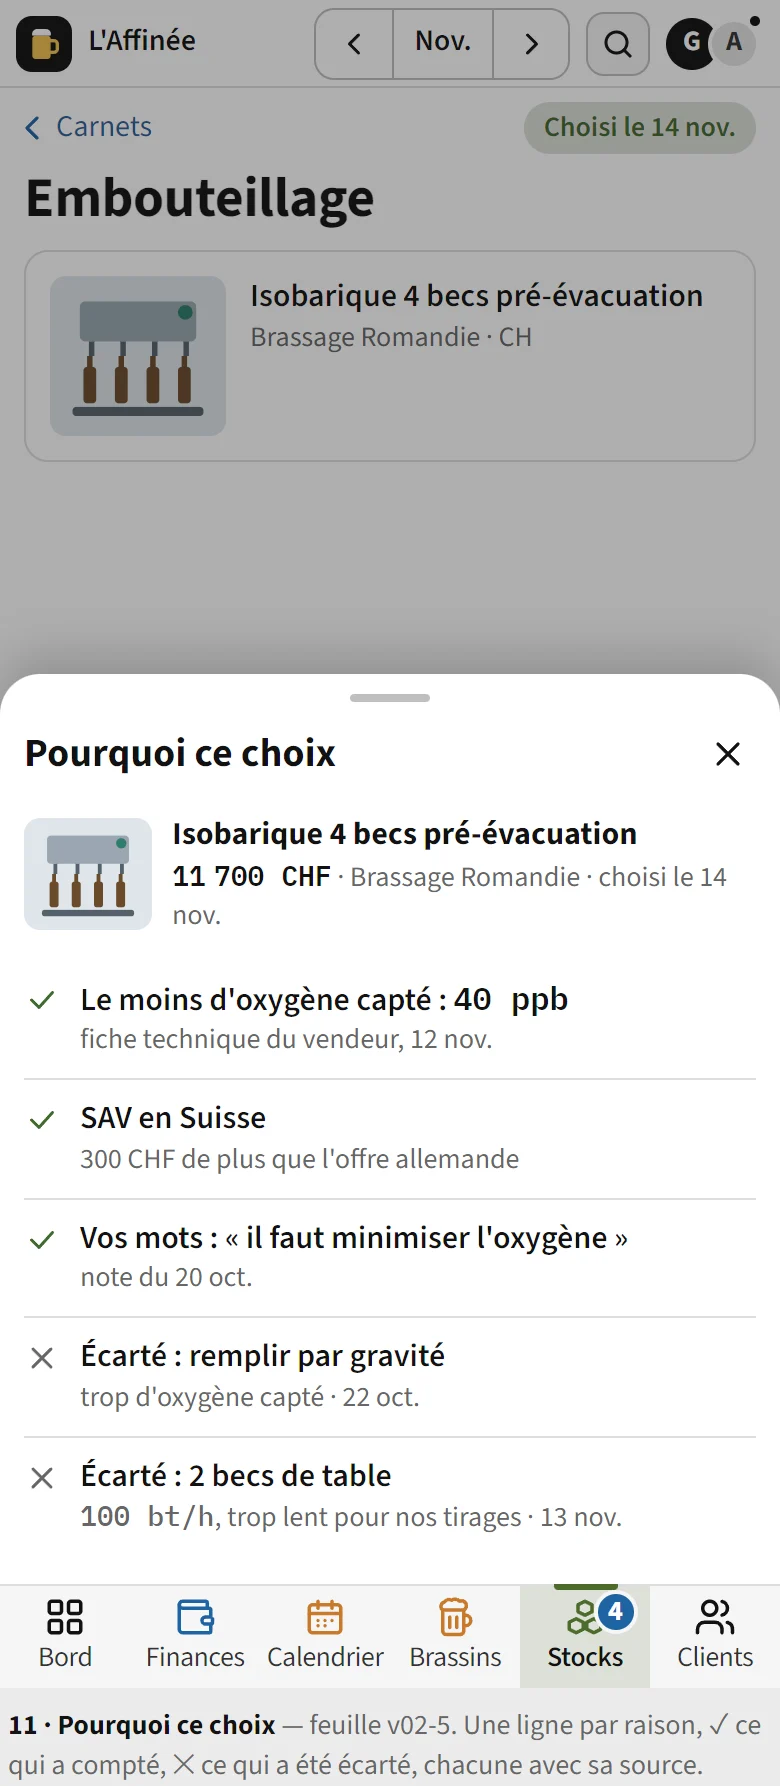 L'Affinée
Nov.
G
A
Carnets
Choisi le 14 nov.
Embouteillage
Isobarique 4 becs pré-évacuation
Brassage Romandie · CH
Pourquoi ce choix
Isobarique 4 becs pré-évacuation
11 700 CHF · Brassage Romandie · choisi le 14
nov.
Le moins d'oxygène capté : 40 ppb
fiche technique du vendeur, 12 nov.
SAV en Suisse
300 CHF de plus que l'offre allemande
Vos mots : « il faut minimiser l'oxygène »
note du 20 oct.
Écarté : remplir par gravité
trop d'oxygène capté · 22 oct.
Écarté : 2 becs de table
100 bt/h, trop lent pour nos tirages · 13 nov.
4
Bord
Finances
Calendrier
Brassins
Stocks
Clients
11 · Pourquoi ce choix — feuille v02-5. Une ligne par raison, ✓ ce
qui a compté, ✕ ce qui a été écarté, chacune avec sa source.